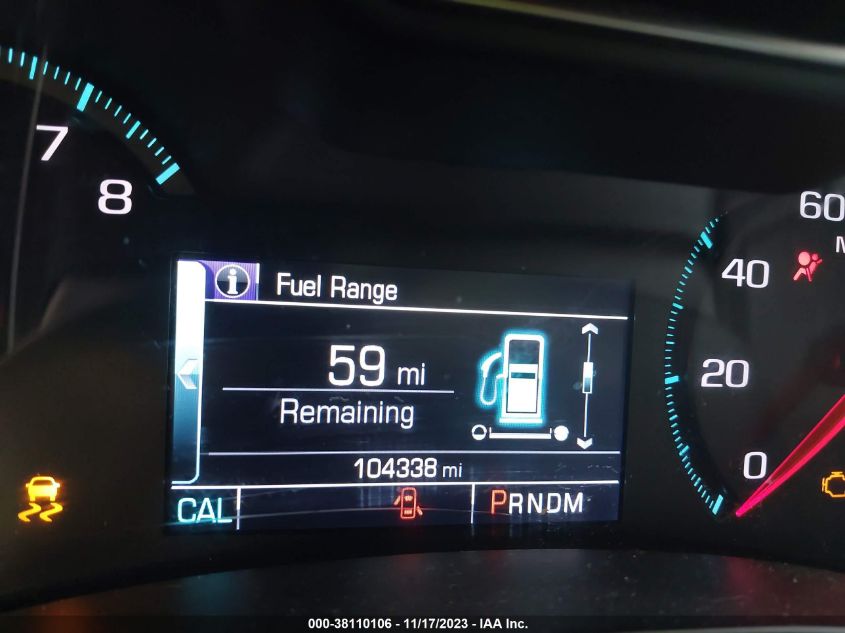 7
8
60
40
20
0
i
Fuel Range
59 mi
Remaining
104338 mi
CAL
PRNDM
000-38110106 - 11/17/2023 - IAA Inc.